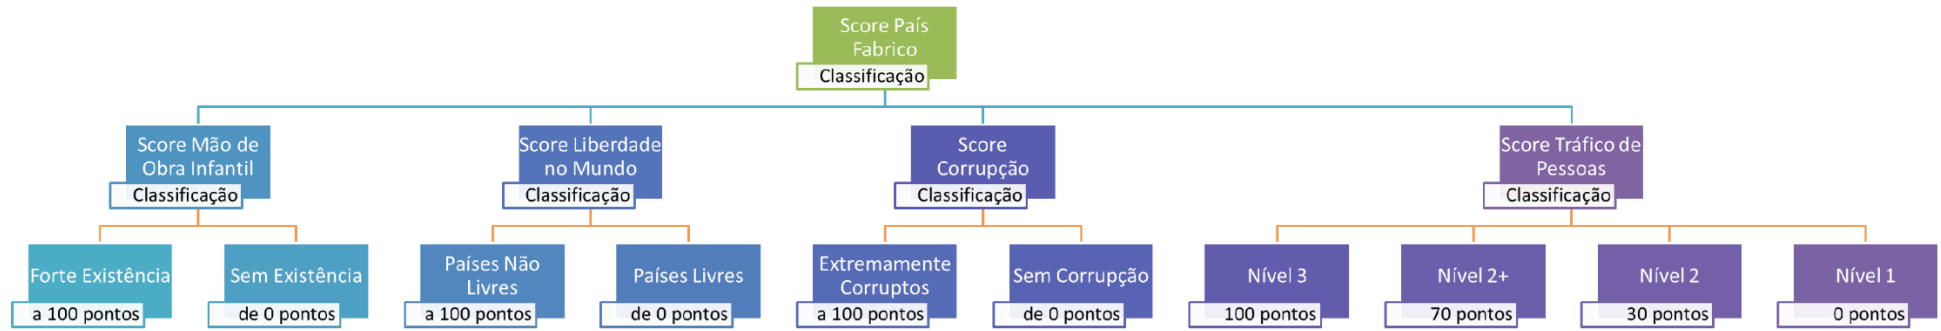 Score País
Fabrico
Classificação
Score Mão de
Obra Infantil
Classificação
Score Liberdade
no Mundo
Classificação
Score
Corrupção
Classificação
Score Tráfico de
Pessoas
Classificação
Forte Existência
a 100 pontos
Sem Existência
de 0 pontos
Países Não
Livres
a 100 pontos
Países Livres
de 0 pontos
Extremamente
Corruptos
a 100 pontos
Sem Corrupção
de 0 pontos
Nível 3
100 pontos
Nível 2+
70 pontos
Nível 2
30 pontos
Nível 1
0 pontos